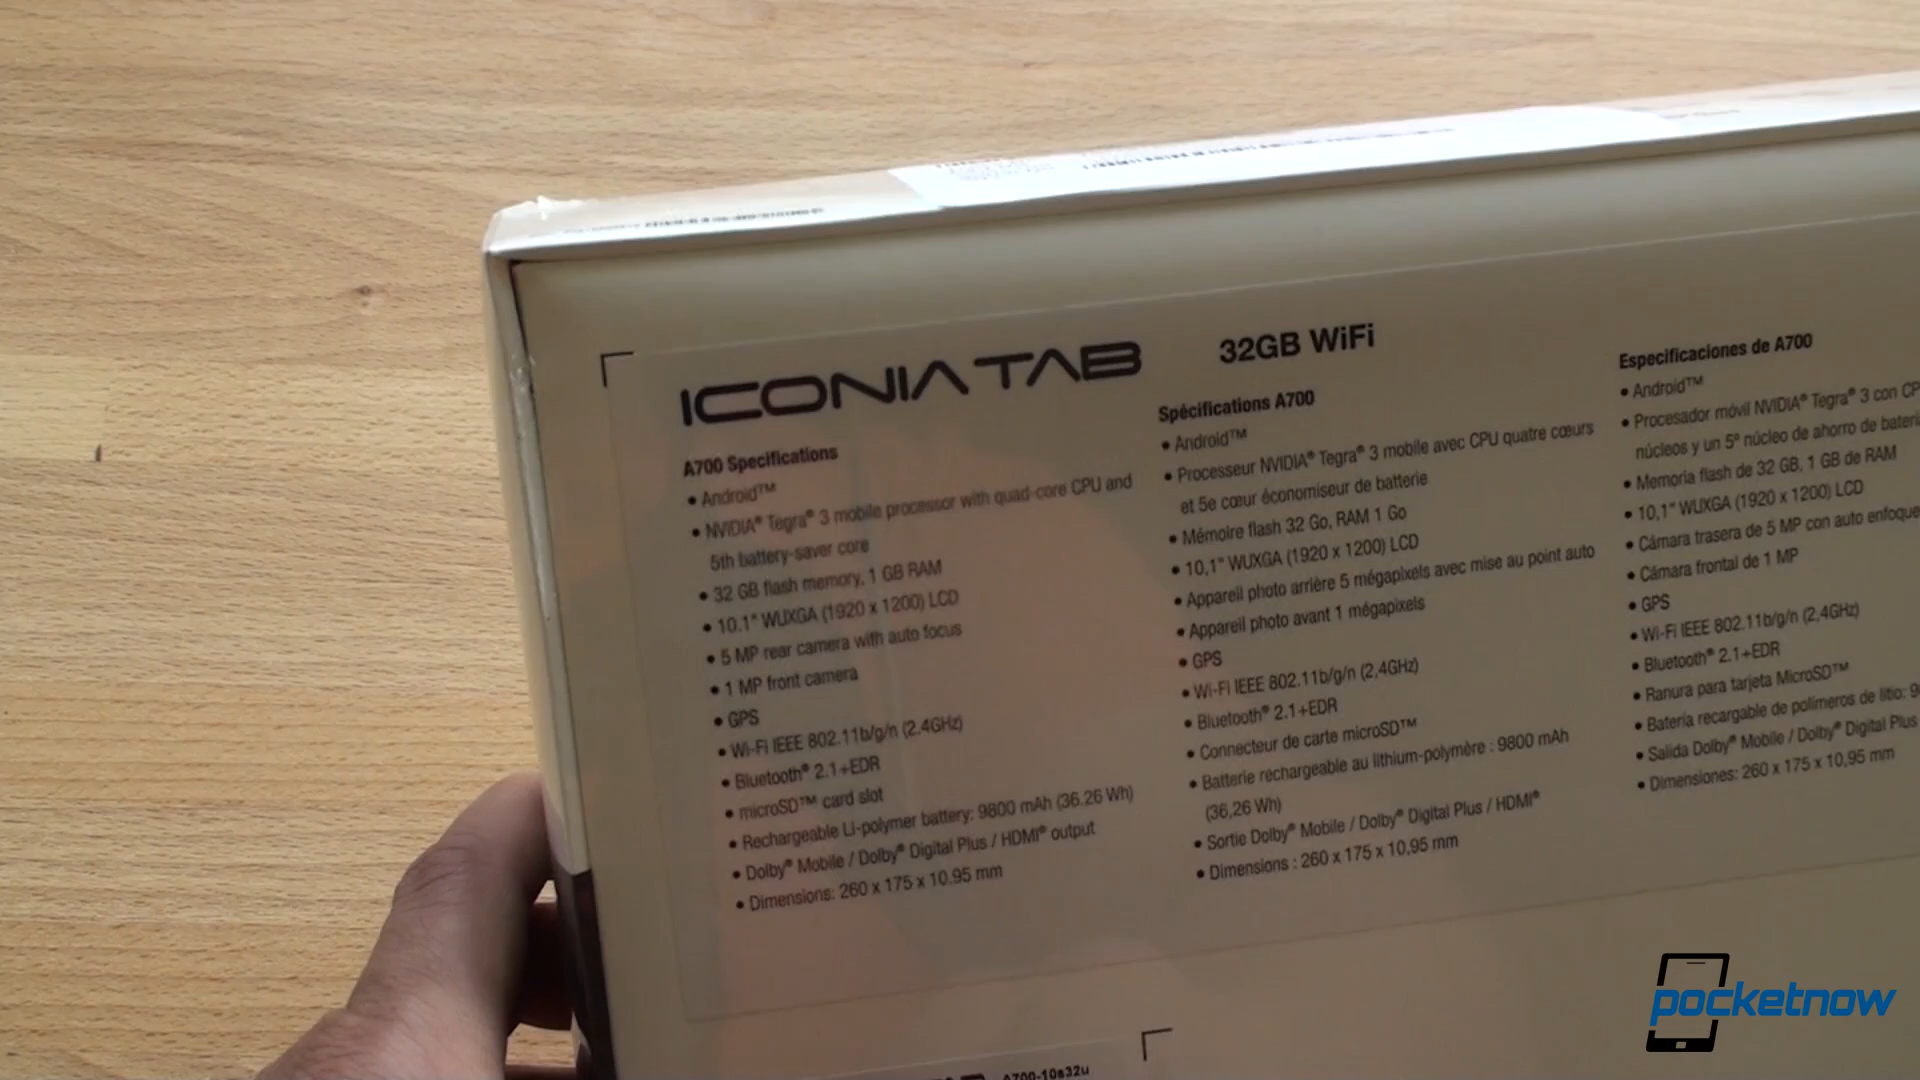 ICONIA TAB
32GB WiFi
A700 Specifications
• Android™
• NVIDIA® Tegra® 3 mobile processor with quad-core CPU and
5th battery-saver core
• 32 GB flash memory, 1 GB RAM
• 10.1" WUXGA (1920 x 1200) LCD
• 5 MP rear camera with auto focus
• 1 MP front camera
• GPS
• Wi-Fi IEEE 802.11b/g/n (2.4GHz)
• Bluetooth® 2.1+EDR
• microSD™ card slot
• Rechargeable Li-polymer battery: 9800 mAh (36.26 Wh)
• Dolby® Mobile / Dolby® Digital Plus / HDMI® output
• Dimensions: 260 x 175 x 10.95 mm
Spécifications A700
• Android™
• Processeur NVIDIA® Tegra® 3 mobile avec CPU quatre cœurs
et 5e cœur économiseur de batterie
• Mémoire flash 32 Go, RAM 1 Go
• 10,1" WUXGA (1920 x 1200) LCD
• Appareil photo arrière 5 mégapixels avec mise au point auto
• Appareil photo avant 1 mégapixels
• GPS
• Wi-Fi IEEE 802.11b/g/n (2,4GHz)
• Bluetooth® 2.1+EDR
• Connecteur de carte microSD™
• Batterie rechargeable au lithium-polymère : 9800 mAh
(36,26 Wh)
• Sortie Dolby® Mobile / Dolby® Digital Plus / HDMI®
• Dimensions : 260 x 175 x 10,95 mm
Especificaciones de A700
• Android™
• Procesador móvil NVIDIA® Tegra® 3 con
núcleos y un 5º núcleo de ahorro de
• Memoria flash de 32 GB, 1 GB de RAM
• 10,1" WUXGA (1920 x 1200) LCD
• Cámara trasera de 5 MP con auto enfoque
• Cámara frontal de 1 MP
• GPS
• Wi-Fi IEEE 802.11b/g/n (2,4GHz)
• Bluetooth® 2.1+EDR
• Ranura para tarjeta MicroSD™
• Batería recargable de polímeros de litio:
• Salida Dolby® Mobile / Dolby® Digital Plus
• Dimensiones: 260 x 175 x 10,95 mm
A700-10s32u
pocketnow